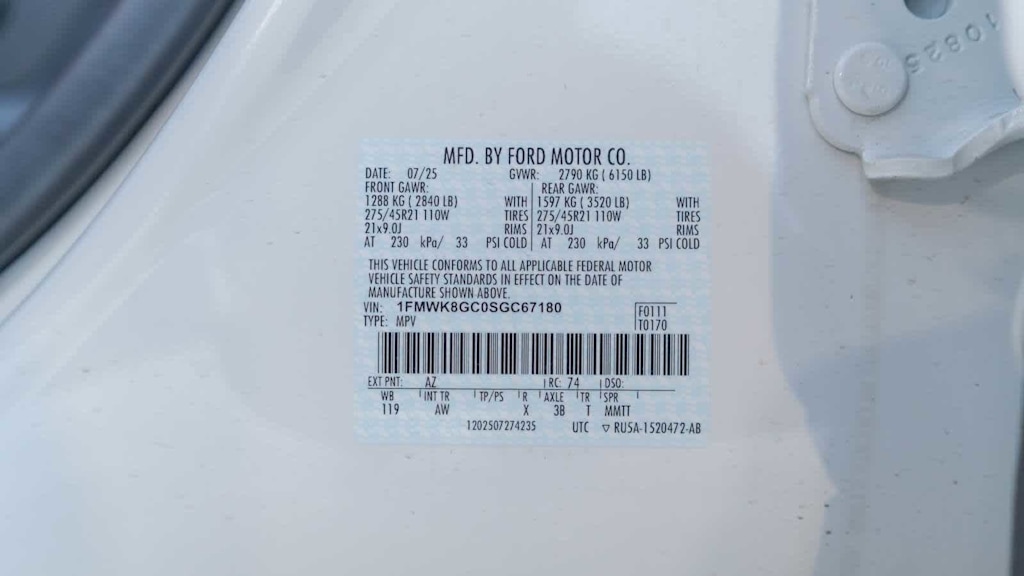 MFD. BY FORD MOTOR CO.
DATE: 07/25 GVWR: 2790 KG ( 6150 LB)
FRONT GAWR: REAR GAWR:
1288 KG ( 2840 LB) WITH 1597 KG ( 3520 LB) WITH
275/45R21 110W TIRES 275/45R21 110W TIRES
21x9.0J RIMS 21x9.0J RIMS
AT 230 kPa/ 33 PSI COLD AT 230 kPa/ 33 PSI COLD
THIS VEHICLE CONFORMS TO ALL APPLICABLE FEDERAL MOTOR
VEHICLE SAFETY STANDARDS IN EFFECT ON THE DATE OF
MANUFACTURE SHOWN ABOVE.
VIN: 1FMWK8GC0SGC67180 F0111
TYPE: MPV T0170
EXT PNT: AZ RC: 74 DSO:
WB INT TR TP/PS R AXLE TR SPR
119 AW X 3B T MMTT
1202507274235 UTC ▽ RU5A-1520472-AB
10825